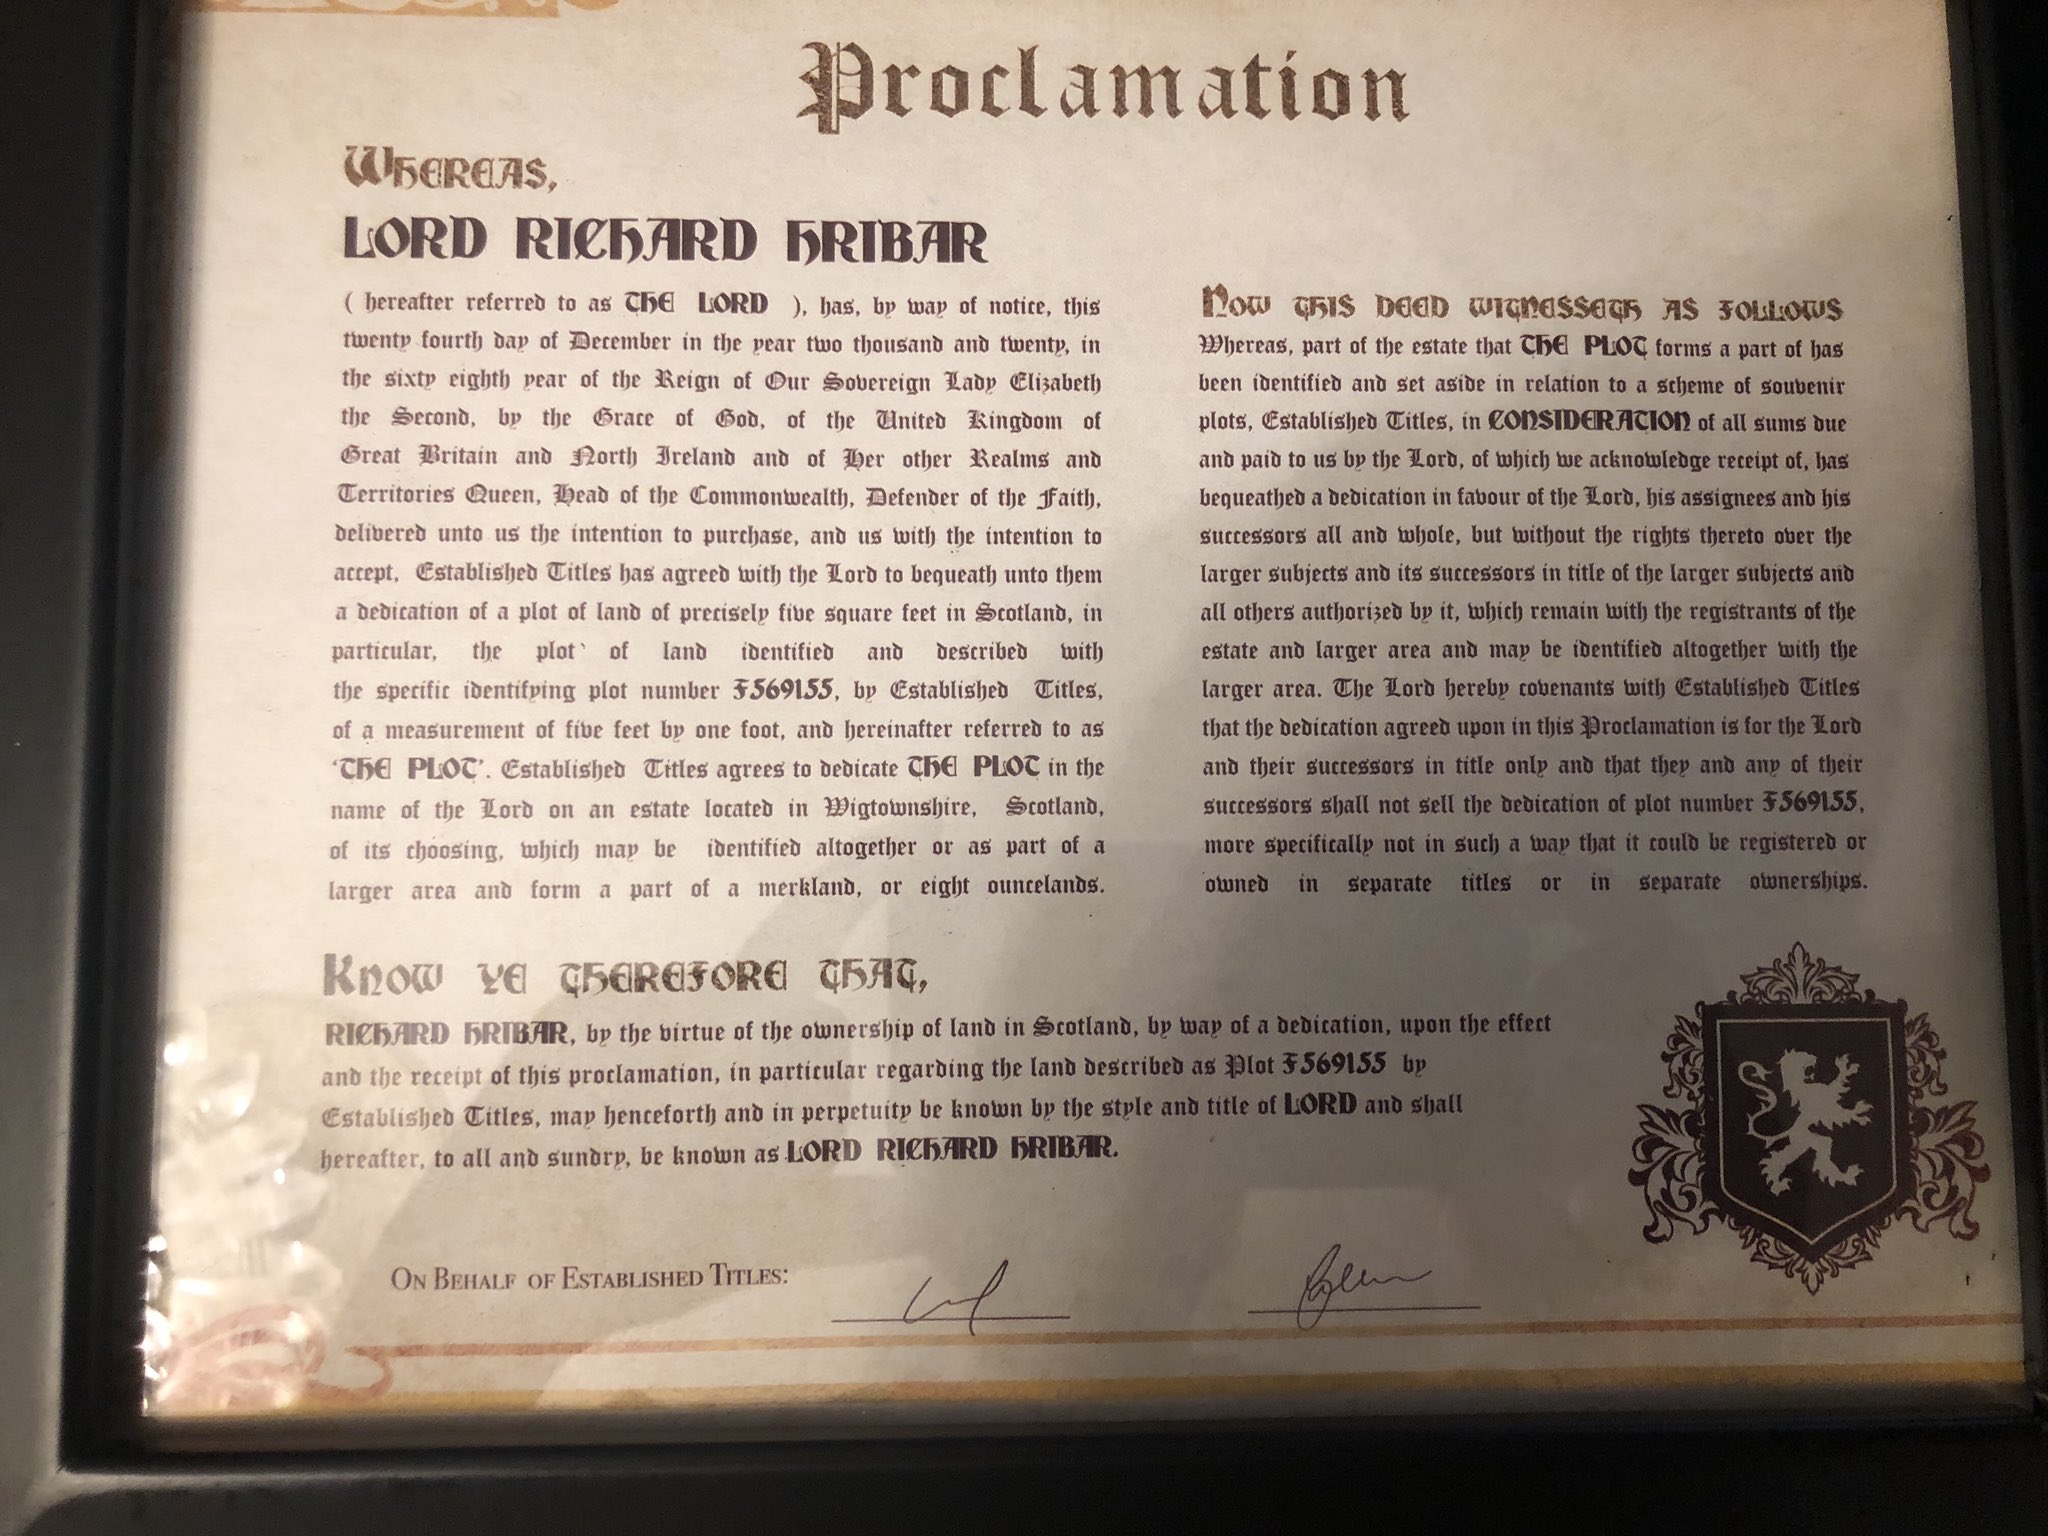 Proclamation
Whereas,
LORD RICHARD HRIBAR
( hereafter referred to as THE LORD ), has, by way of notice, this
twenty fourth day of December in the year two thousand and twenty, in
the sixty eighth year of the Reign of Our Sovereign Lady Elizabeth
the Second, by the Grace of God, of the United Kingdom of
Great Britain and North Ireland and of Her other Realms and
Territories Queen, Head of the Commonwealth, Defender of the Faith,
delivered unto us the intention to purchase, and us with the intention to
accept, Established Titles has agreed with the Lord to bequeath unto them
a dedication of a plot of land of precisely five square feet in Scotland, in
particular, the plot of land identified and described with
the specific identifying plot number F569155, by Established Titles,
of a measurement of five feet by one foot, and hereinafter referred to as
'THE PLOT'. Established Titles agrees to dedicate THE PLOT in the
name of the Lord on an estate located in Wigtownshire, Scotland,
of its choosing, which may be identified altogether or as part of a
larger area and form a part of a merkland, or eight ouncelands.
Now this deed witnesseth as follows
Whereas, part of the estate that THE PLOT forms a part of has
been identified and set aside in relation to a scheme of souvenir
plots, Established Titles, in CONSIDERATION of all sums due
and paid to us by the Lord, of which we acknowledge receipt of, has
bequeathed a dedication in favour of the Lord, his assignees and his
successors all and whole, but without the rights thereto over the
larger subjects and its successors in title of the larger subjects and
all others authorized by it, which remain with the registrants of the
estate and larger area and may be identified altogether with the
larger area. The Lord hereby covenants with Established Titles
that the dedication agreed upon in this Proclamation is for the Lord
and their successors in title only and that they and any of their
successors shall not sell the dedication of plot number F569155,
more specifically not in such a way that it could be registered or
owned in separate titles or in separate ownerships.
Know ye therefore that,
RICHARD HRIBAR, by the virtue of the ownership of land in Scotland, by way of a dedication, upon the effect
and the receipt of this proclamation, in particular regarding the land described as Plot F569155 by
Established Titles, may henceforth and in perpetuity be known by the style and title of LORD and shall
hereafter, to all and sundry, be known as LORD RICHARD HRIBAR.
On Behalf of Established Titles: